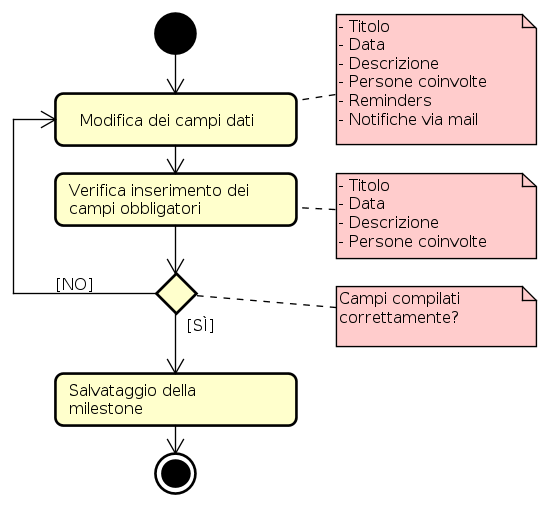 - Titolo
- Data
- Descrizione
- Persone coinvolte
- Reminders
- Notifiche via mail
Modifica dei campi dati
Verifica inserimento dei
campi obbligatori
- Titolo
- Data
- Descrizione
- Persone coinvolte
[NO]
Campi compilati
correttamente?
[SÌ]
Salvataggio della
milestone